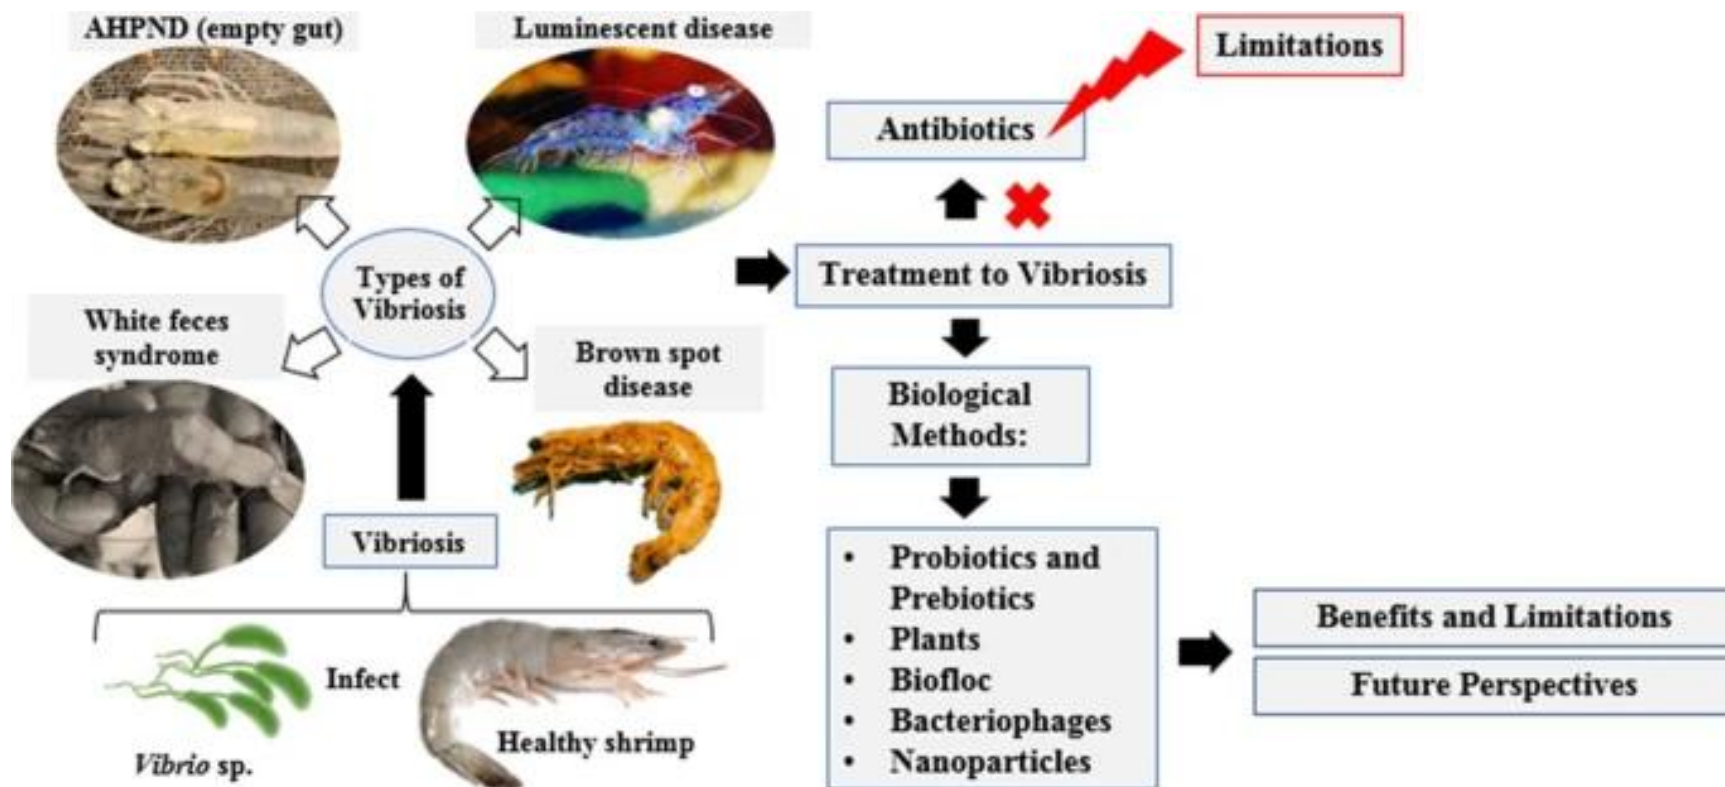 AHPND (empty gut)
Luminescent disease
Limitations
Antibiotics
Types of
Vibriosis
Treatment to Vibriosis
White feces
syndrome
Brown spot
disease
Biological
Methods:
Vibriosis
• Probiotics and
Prebiotics
• Plants
• Biofloc
• Bacteriophages
• Nanoparticles
Infect
Healthy shrimp
Vibrio sp.
Benefits and Limitations
Future Perspectives